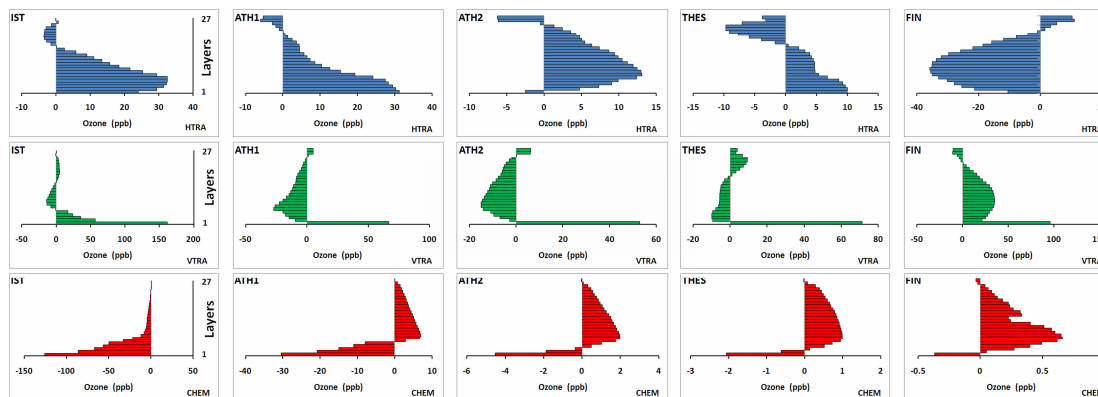 IST
27
Layers
1
-10 0 10 20 30 40
Ozone (ppb)
HTRA
ATH1
-10 0 10 20 30 40
Ozone (ppb)
HTRA
ATH2
-10 -5 0 5 10 15
Ozone (ppb)
HTRA
THES
-15 -10 -5 0 5 10 15
Ozone (ppb)
HTRA
FIN
-40 -20 0
Ozone (ppb)
HTRA
IST
27
Layers
1
-50 0 50 100 150 200
Ozone (ppb)
VTRA
ATH1
-50 0 50 100
Ozone (ppb)
VTRA
ATH2
-20 0 20 40 60
Ozone (ppb)
VTRA
THES
-20 0 20 40 60 80
Ozone (ppb)
VTRA
FIN
-50 0 50 100
Ozone (ppb)
VTRA
IST
27
Layers
1
-150 -100 -50 0 50
Ozone (ppb)
CHEM
ATH1
-40 -30 -20 -10 0 10
Ozone (ppb)
CHEM
ATH2
-6 -4 -2 0 2 4
Ozone (ppb)
CHEM
THES
-3 -2 -1 0 1 2
Ozone (ppb)
CHEM
FIN
-0.5 0 0.5
Ozone (ppb)
CHEM